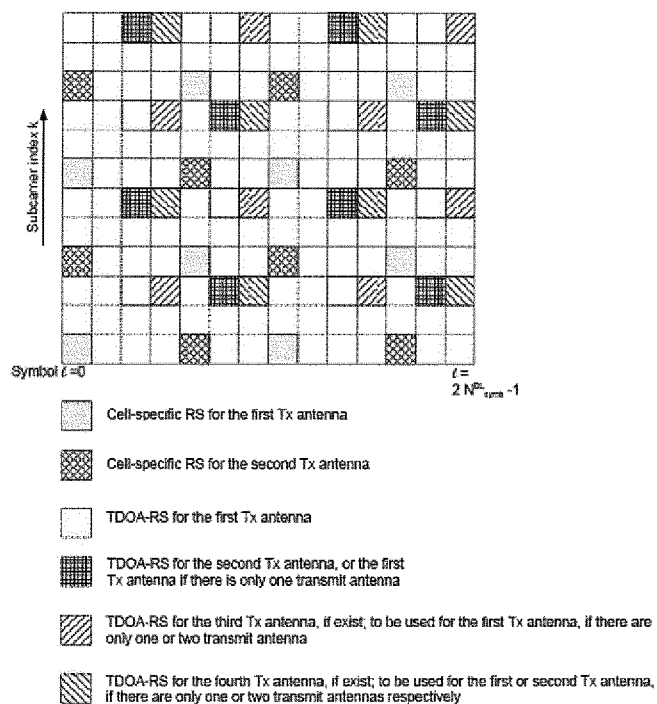 Subcarrier index k
Symbol ℓ =0
ℓ =
2 N^DL_symb -1
Cell-specific RS for the first Tx antenna
Cell-specific RS for the second Tx antenna
TDOA-RS for the first Tx antenna
TDOA-RS for the second Tx antenna, or the first
Tx antenna if there is only one transmit antenna
TDOA-RS for the third Tx antenna, if exist; to be used for the first Tx antenna, if there are
only one or two transmit antenna
TDOA-RS for the fourth Tx antenna, if exist; to be used for the first or second Tx antenna,
if there are only one or two transmit antennas respectively